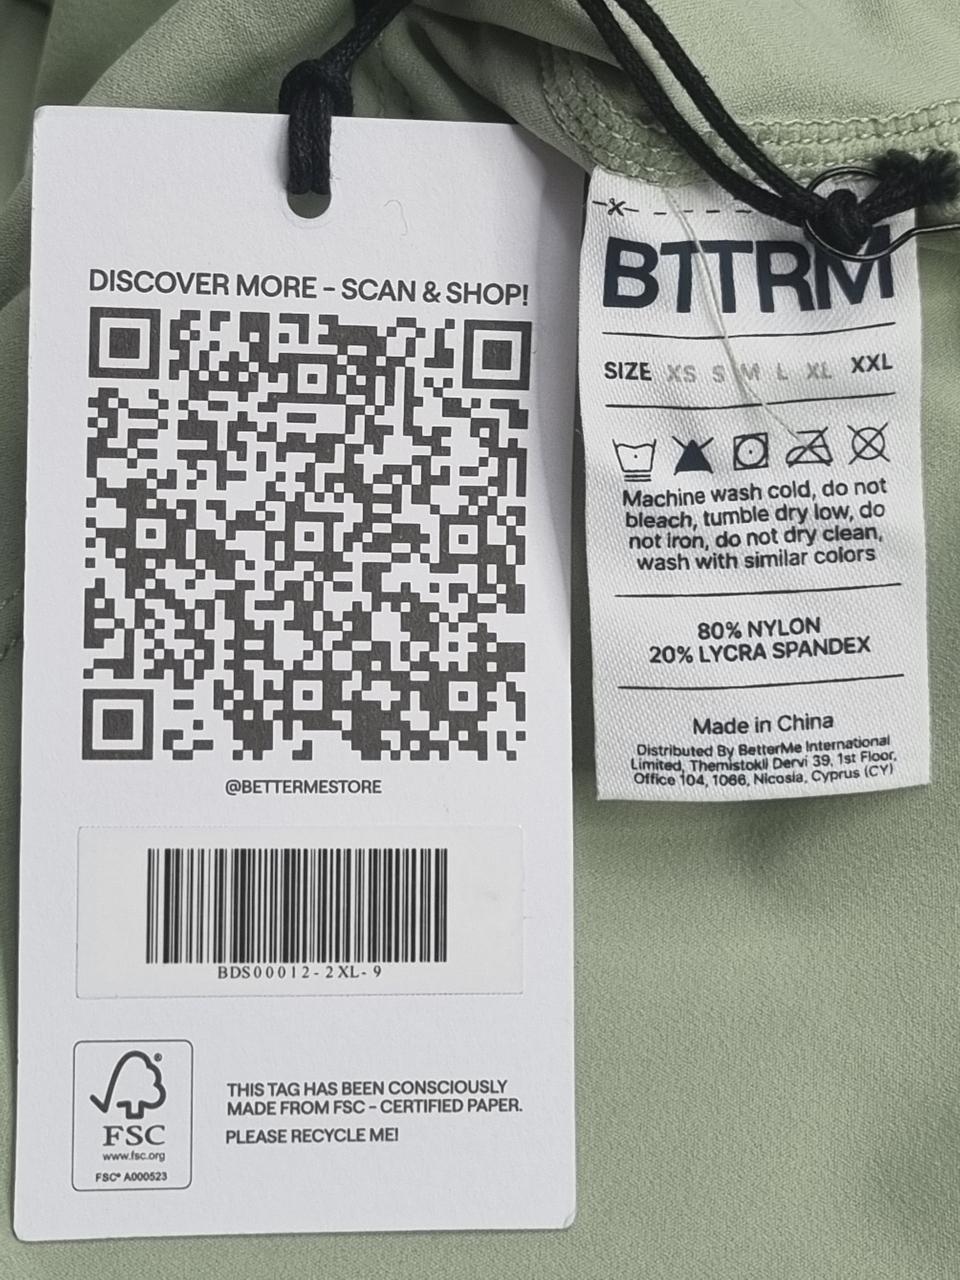 DISCOVER MORE – SCAN & SHOP!
@BETTERMESTORE
BDS00012-2XL-9
FSC
www.fsc.org
FSC® A000523
THIS TAG HAS BEEN CONSCIOUSLY
MADE FROM FSC – CERTIFIED PAPER.
PLEASE RECYCLE ME!
BTTRM
SIZE XS S M L XL XXL
Machine wash cold, do not
bleach, tumble dry low, do
not iron, do not dry clean,
wash with similar colors
80% NYLON
20% LYCRA SPANDEX
Made in China
Distributed By BetterMe International
Limited, Themistokli Dervi 39, 1st Floor,
Office 104, 1066, Nicosia, Cyprus (CY)